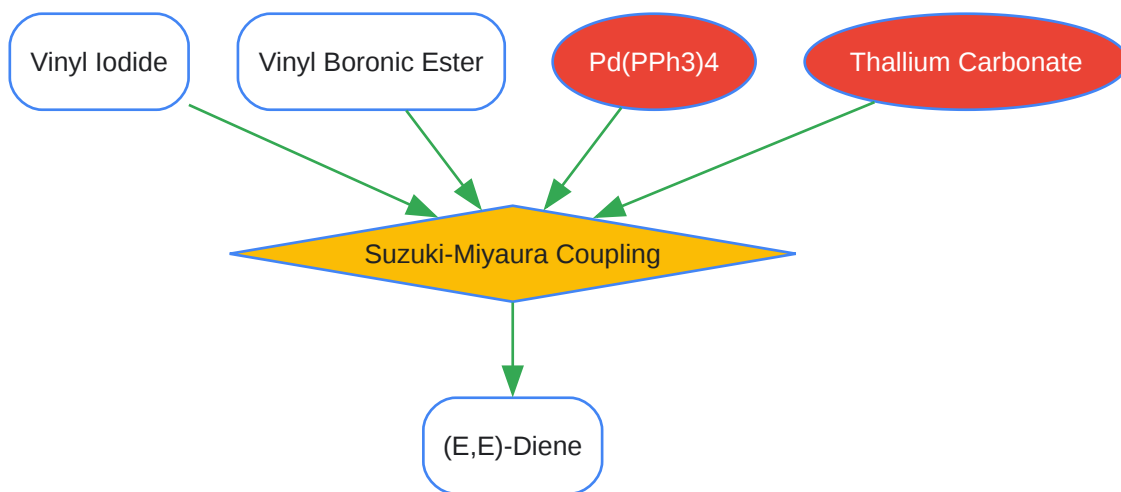 Vinyl Iodide
Vinyl Boronic Ester
Pd(PPh3)4
Thallium Carbonate
Suzuki-Miyaura Coupling
(E,E)-Diene